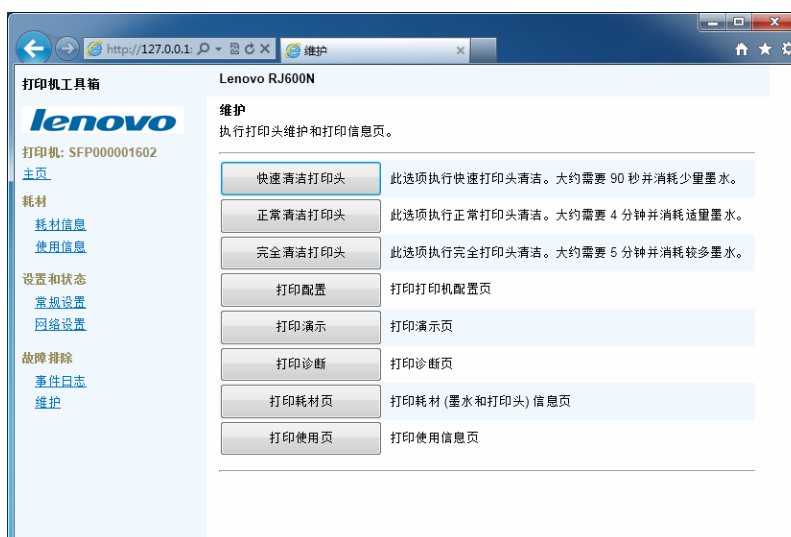 http://127.0.0.1:
维护
打印机工具箱
lenovo
打印机: SFP000001602
主页
耗材
耗材信息
使用信息
设置和状态
常规设置
网络设置
故障排除
事件日志
维护
Lenovo RJ600N
维护
执行打印头维护和打印信息页。
快速清洁打印头 此选项执行快速打印头清洁。大约需要 90 秒并消耗少量墨水。
正常清洁打印头 此选项执行正常打印头清洁。大约需要 4 分钟并消耗适量墨水。
完全清洁打印头 此选项执行完全打印头清洁。大约需要 5 分钟并消耗较多墨水。
打印配置 打印打印机配置页
打印演示 打印演示页
打印诊断 打印诊断页
打印耗材页 打印耗材 (墨水和打印头) 信息页
打印使用页 打印使用信息页